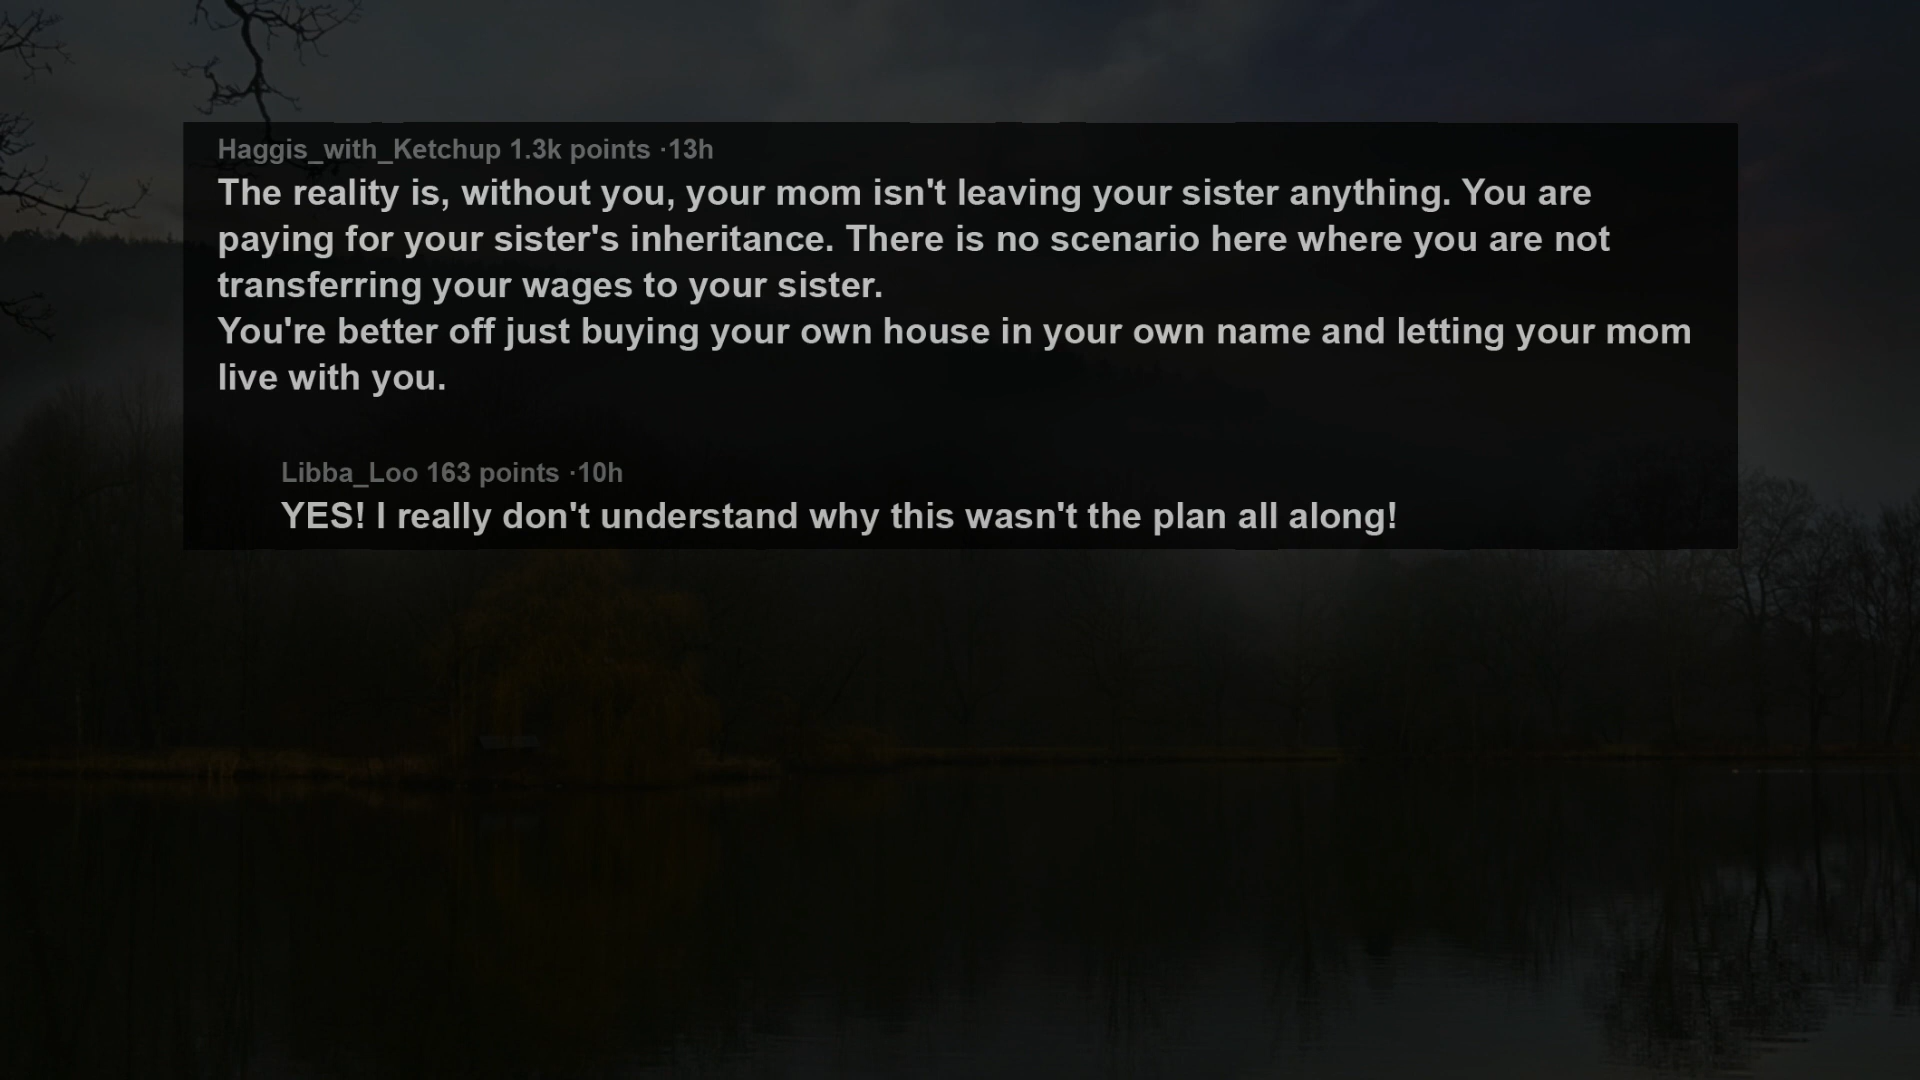 Haggis_with_Ketchup 1.3k points ·13h
The reality is, without you, your mom isn't leaving your sister anything. You are
paying for your sister's inheritance. There is no scenario here where you are not
transferring your wages to your sister.
You're better off just buying your own house in your own name and letting your mom
live with you.
Libba_Loo 163 points ·10h
YES! I really don't understand why this wasn't the plan all along!